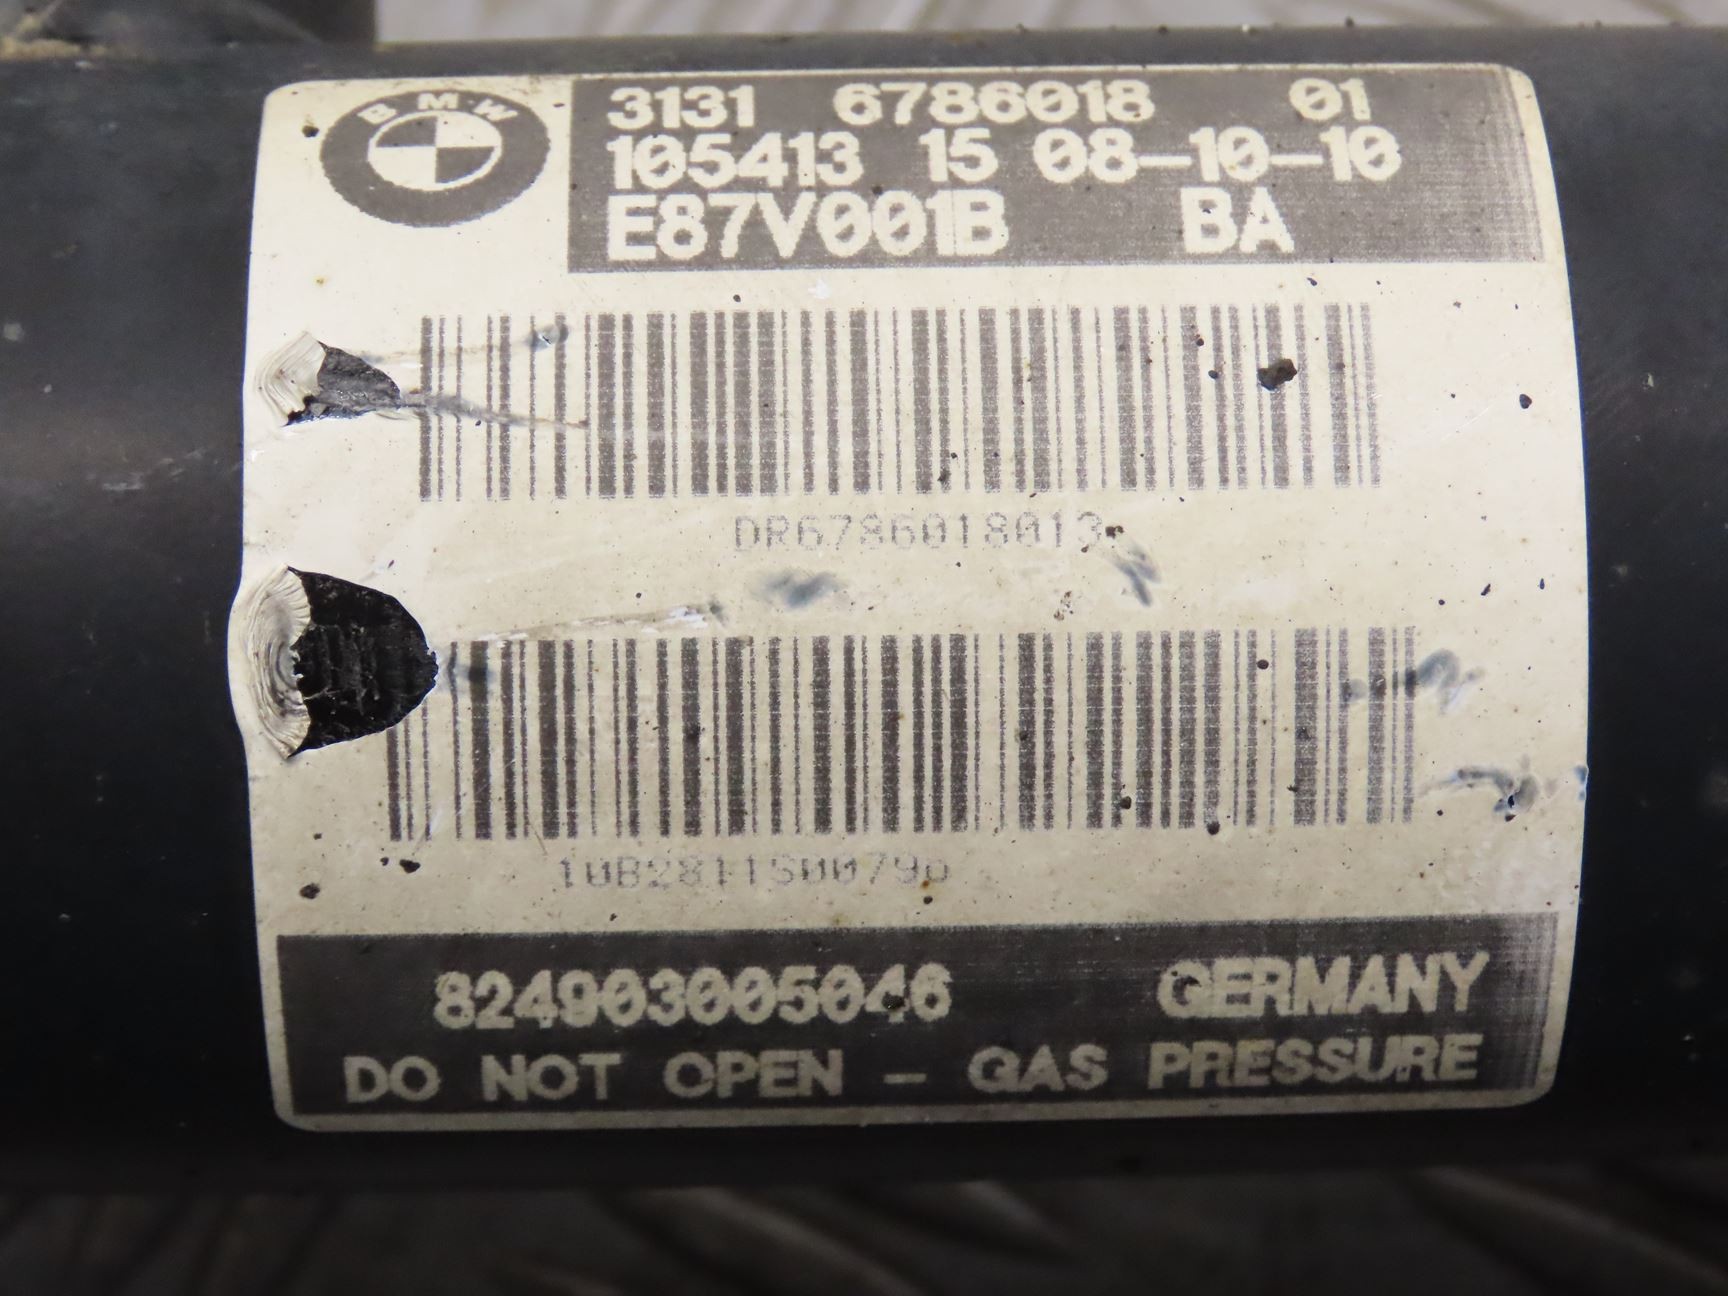 BMW
3131 6786018 01
105413 15 08-10-10
E87V001B BA
DR6786018013
10B2811S00796
824903005046
GERMANY
DO NOT OPEN - GAS PRESSURE